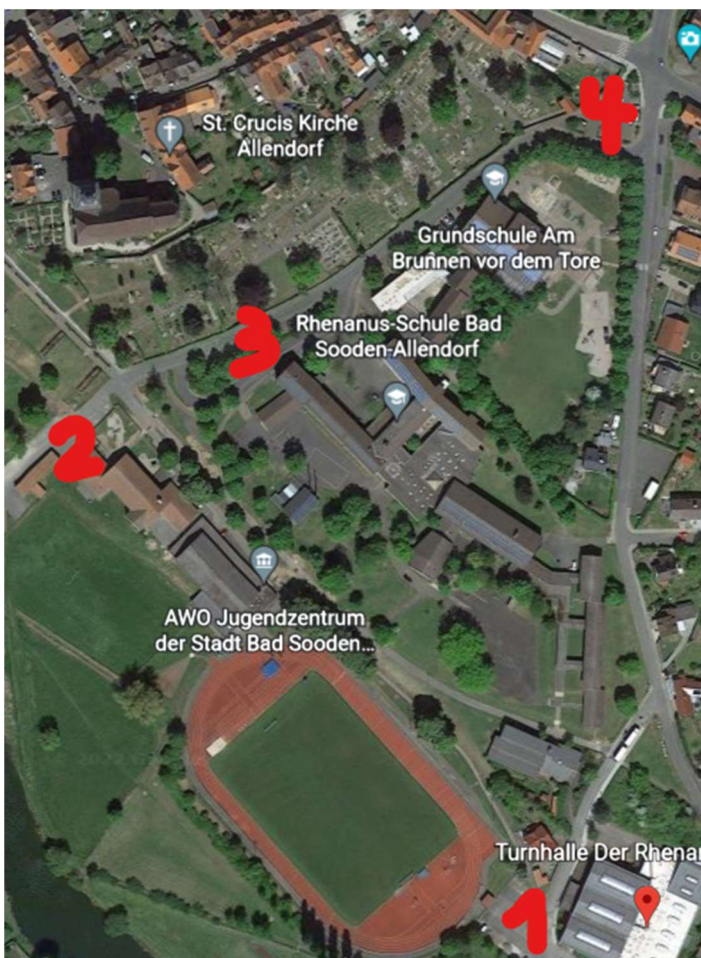 4
St. Crucis Kirche
Allendorf
Grundschule Am
Brunnen vor dem Tore
3
Rhenanus-Schule Bad
Sooden-Allendorf
2
AWO Jugendzentrum
der Stadt Bad Sooden...
Turnhalle Der Rhenar
1